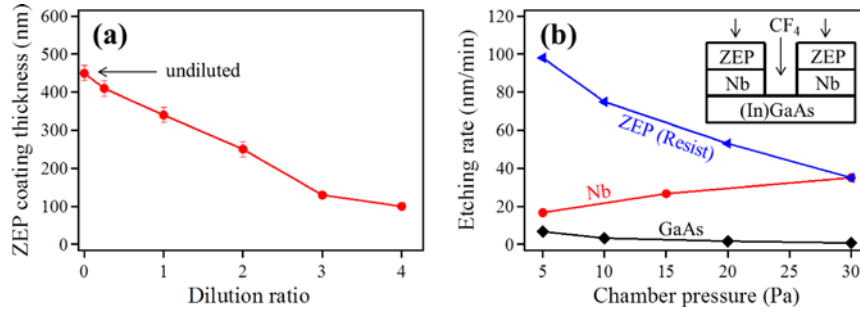 (a)
undiluted
ZEP coating thickness (nm)
600
500
400
300
200
100
0
0 1 2 3 4
Dilution ratio
(b)
CF4
ZEP ZEP
Nb Nb
(In)GaAs
ZEP (Resist)
Nb
GaAs
Etching rate (nm/min)
120
100
80
60
40
20
0
5 10 15 20 25 30
Chamber pressure (Pa)